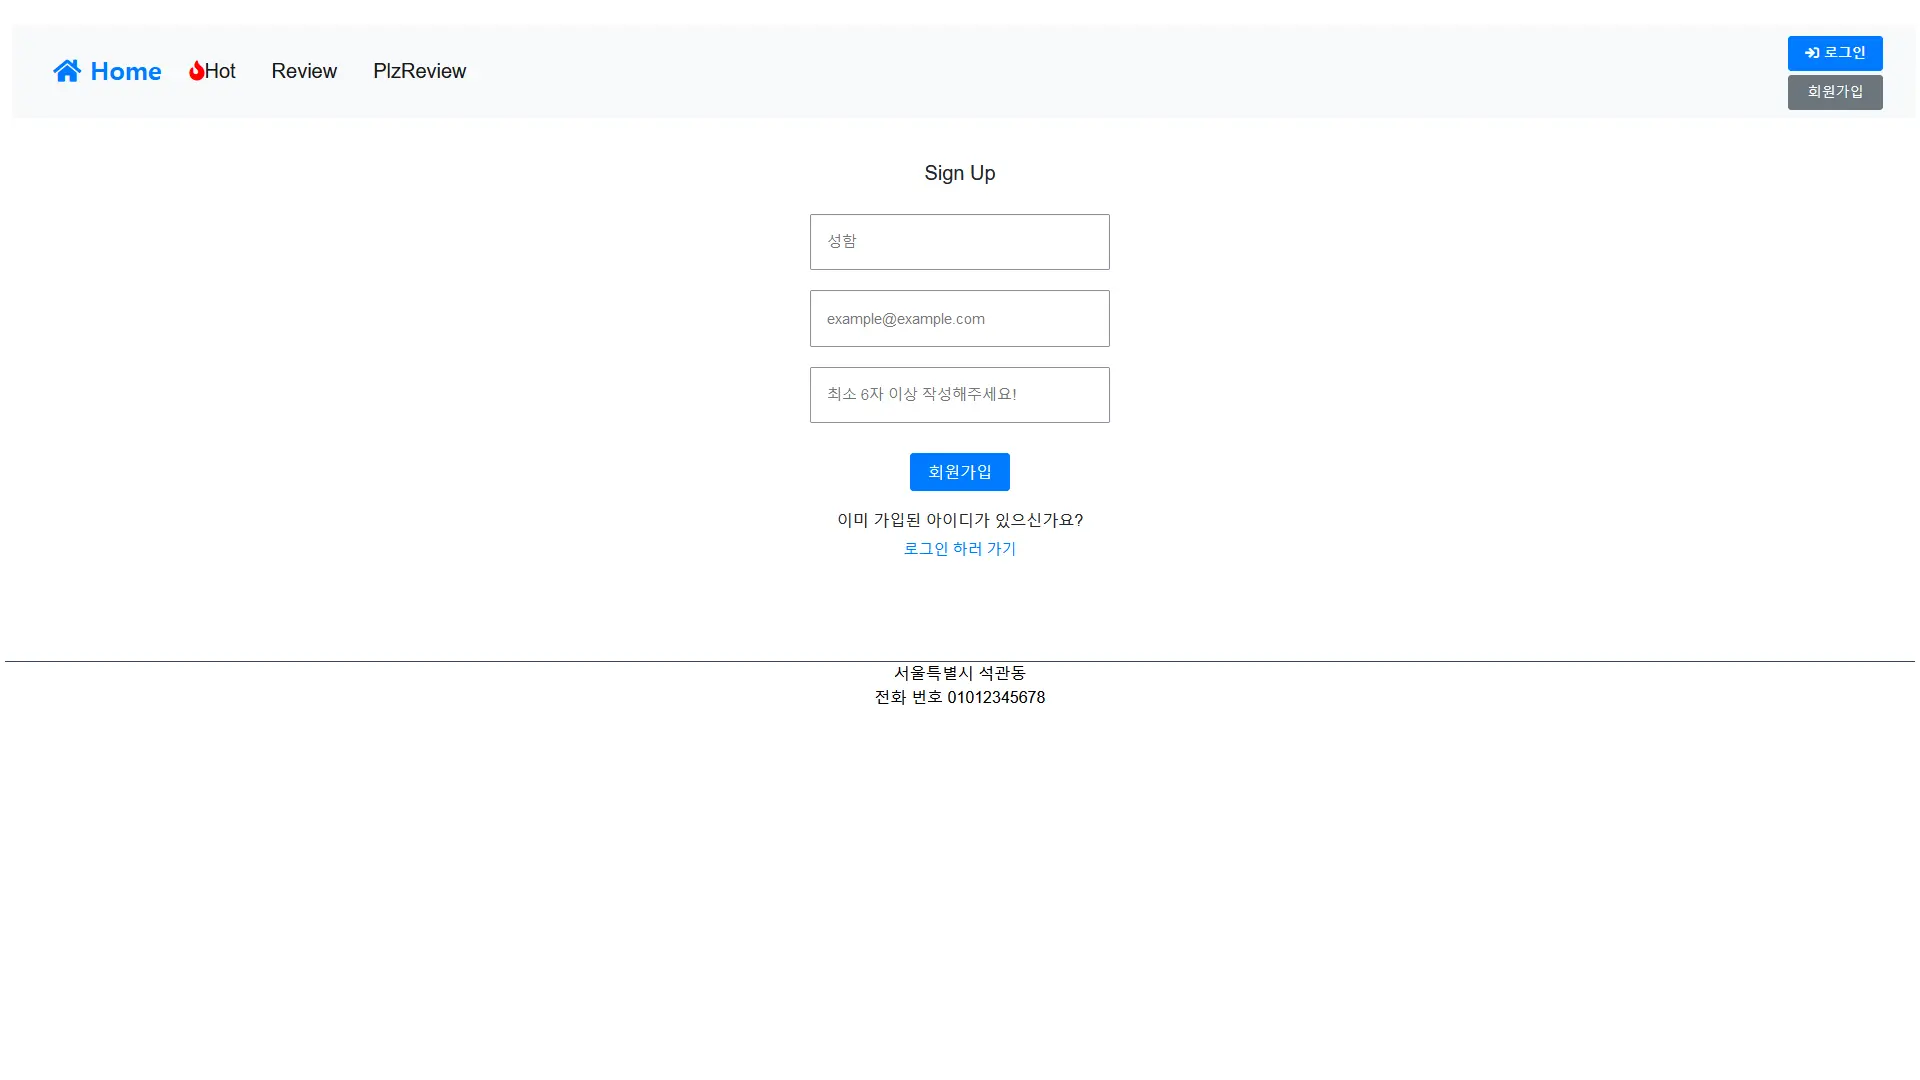 Home Hot Review PlzReview
로그인
회원가입
Sign Up
성함
example@example.com
최소 6자 이상 작성해주세요!
회원가입
이미 가입된 아이디가 있으신가요?
로그인 하러 가기
서울특별시 석관동
전화 번호 01012345678